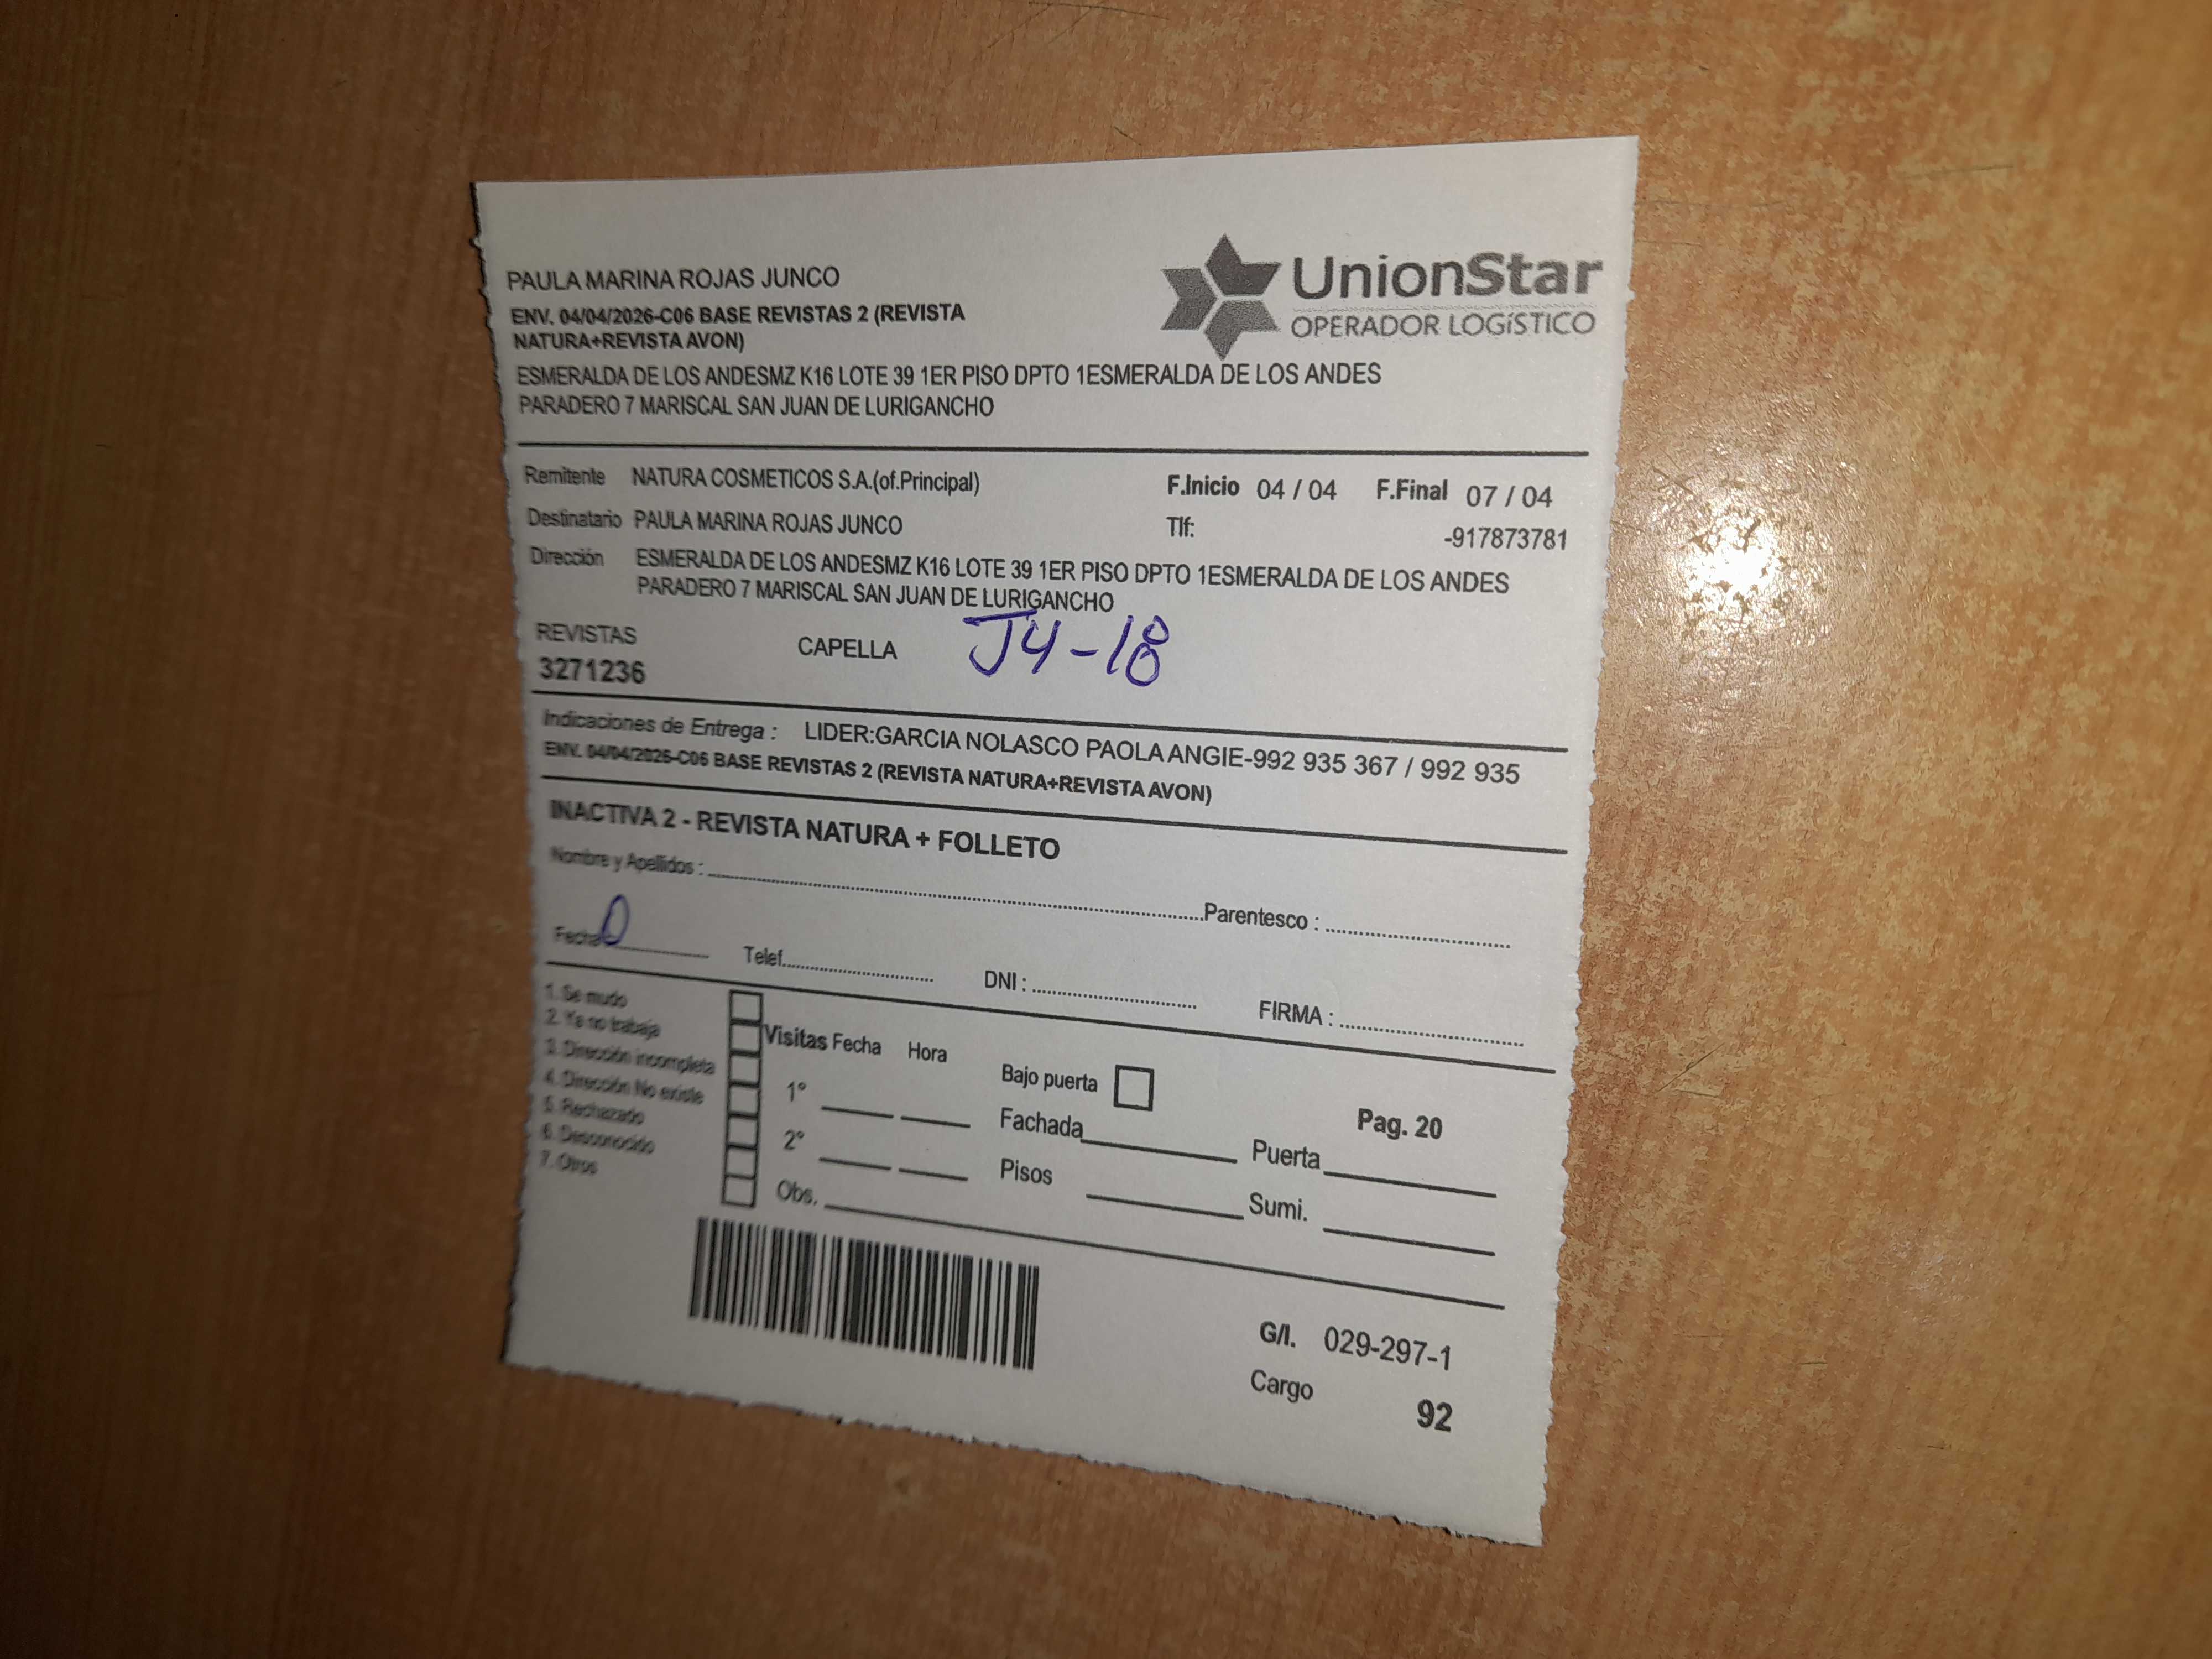 PAULA MARINA ROJAS JUNCO
ENV. 04/04/2026-C06 BASE REVISTAS 2 (REVISTA
NATURA+REVISTA AVON)
UnionStar
OPERADOR LOGíSTICO
ESMERALDA DE LOS ANDESMZ K16 LOTE 39 1ER PISO DPTO 1ESMERALDA DE LOS ANDES
PARADERO 7 MARISCAL SAN JUAN DE LURIGANCHO
Remitente NATURA COSMETICOS S.A.(of.Principal) F.Inicio 04 / 04 F.Final 07 / 04
Destinatario PAULA MARINA ROJAS JUNCO Tlf: -917873781
Dirección ESMERALDA DE LOS ANDESMZ K16 LOTE 39 1ER PISO DPTO 1ESMERALDA DE LOS ANDES
PARADERO 7 MARISCAL SAN JUAN DE LURIGANCHO
REVISTAS CAPELLA J4-18
3271236
Indicaciones de Entrega : LIDER:GARCIA NOLASCO PAOLA ANGIE-992 935 367 / 992 935
ENV. 04/04/2026-C06 BASE REVISTAS 2 (REVISTA NATURA+REVISTA AVON)
INACTIVA 2 - REVISTA NATURA + FOLLETO
Nombre y Apellidos : Parentesco :
Fecha Telef. DNI : FIRMA :
1. Se mudo
2. Ya no trabaja
3. Dirección incompleta
4. Dirección No existe
5. Rechazado
6. Desconocido
7. Otros
Visitas Fecha Hora
1°
2°
Obs.
Bajo puerta
Fachada Puerta
Pisos Sumi.
Pag. 20
G/I. 029-297-1
Cargo 92